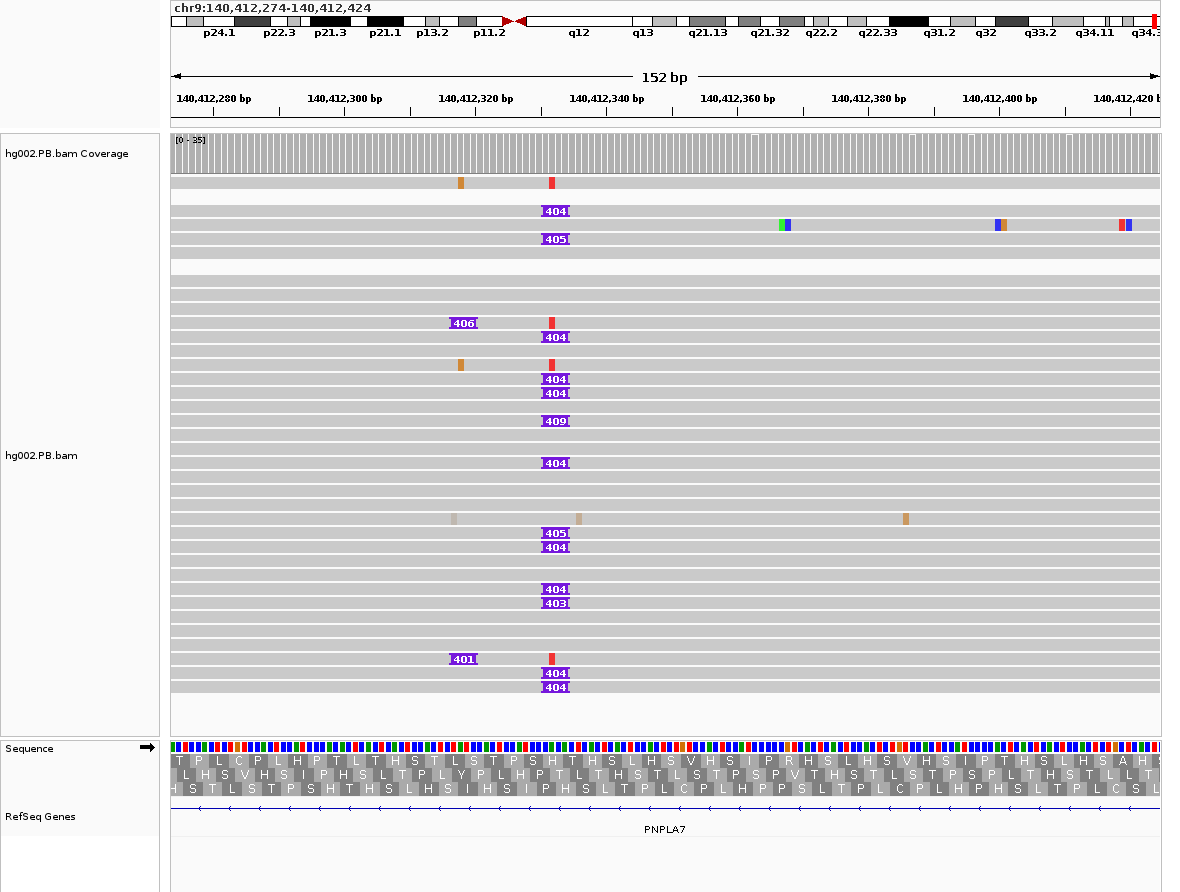 chr9:140,412,274-140,412,424
p24.1 p22.3 p21.3 p21.1 p13.2 p11.2 q12 q13 q21.13 q21.32 q22.2 q22.33 q31.2 q32 q33.2 q34.11 q34.3
152 bp
140,412,280 bp 140,412,300 bp 140,412,320 bp 140,412,340 bp 140,412,360 bp 140,412,380 bp 140,412,400 bp 140,412,420 b
[0 - 35]
hg002.PB.bam Coverage
404
405
406
404
404
404
409
hg002.PB.bam
404
405
404
404
403
401
404
404
Sequence
T P L C P L H P T L T H S T L S T P S H T H S L H S V H S I P R H S L H S V H S I P T H S L H S A H S
L H S V H S I P H S L T P L Y P L H P T L T H S T L S T P S P V T H S T L S T P S P L T H S T L L T
H S T L S T P S H T H S L H S I H S I P H S L T P L C P L H P P S L T P L C P L H P H S L T P L C S L
RefSeq Genes
PNPLA7